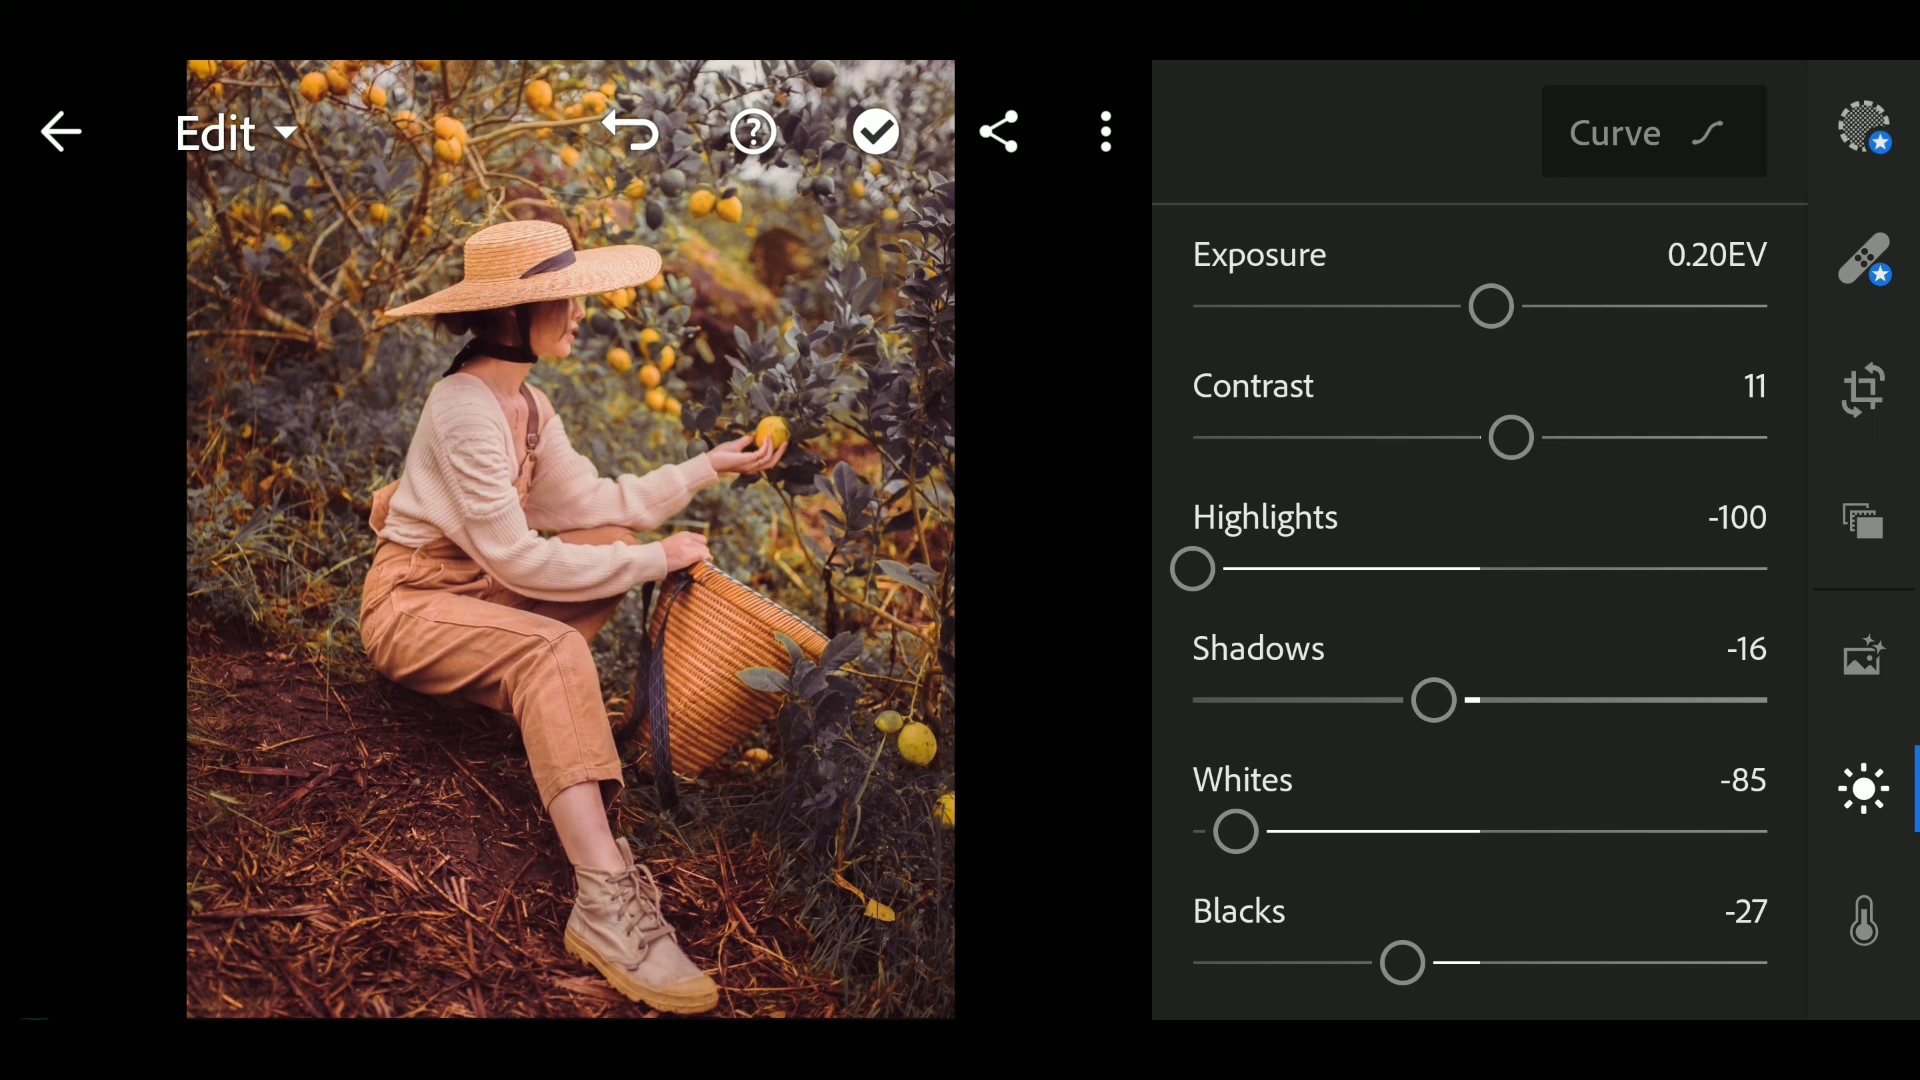 Edit
Curve
Exposure 0.20EV
Contrast 11
Highlights -100
Shadows -16
Whites -85
Blacks -27